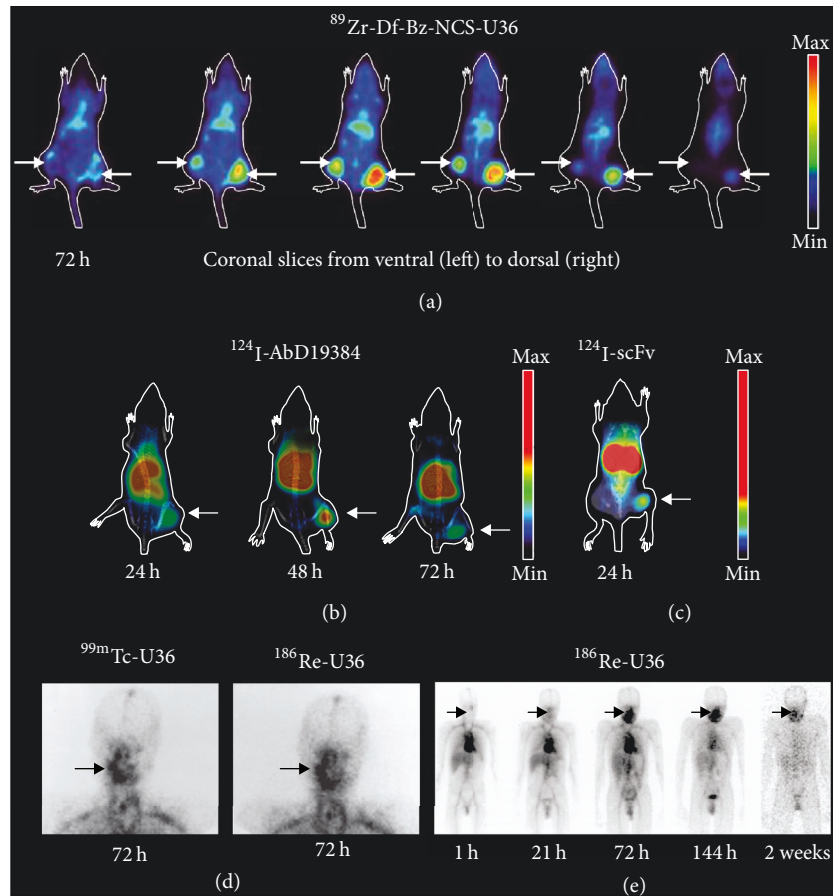 ⁸⁹Zr-Df-Bz-NCS-U36
Max
Min
72 h
Coronal slices from ventral (left) to dorsal (right)
(a)
¹²⁴I-AbD19384
Max
Min
24 h
48 h
72 h
(b)
¹²⁴I-scFv
Max
Min
24 h
(c)
⁹⁹ᵐTc-U36
¹⁸⁶Re-U36
72 h
72 h
(d)
¹⁸⁶Re-U36
1 h
21 h
72 h
144 h
2 weeks
(e)